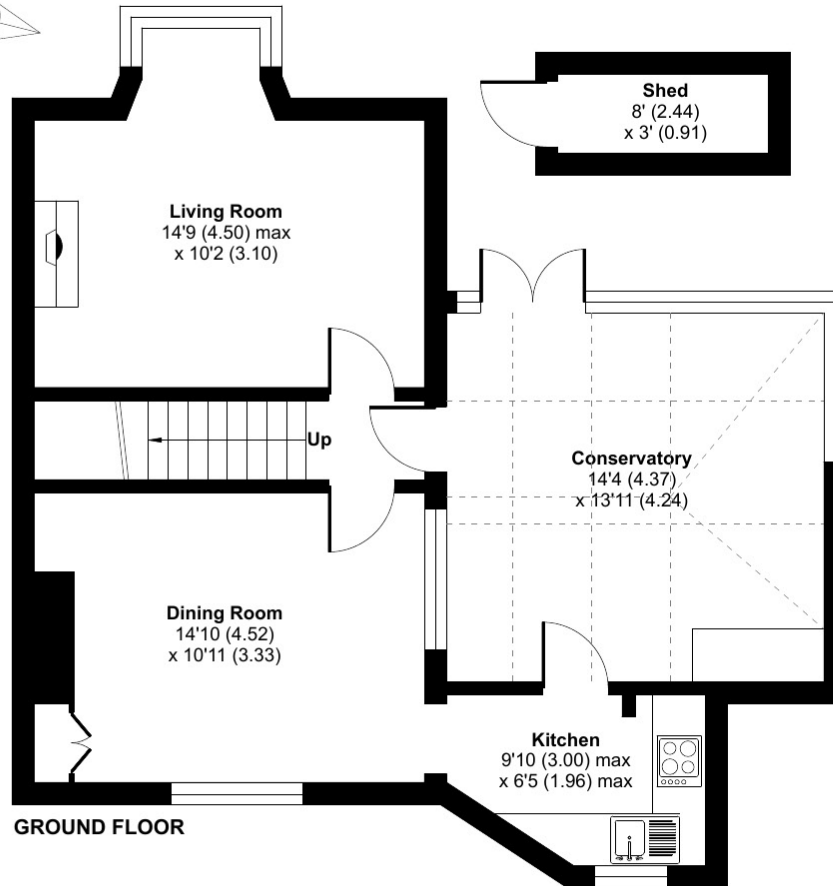 Shed
8' (2.44)
x 3' (0.91)
Living Room
14'9 (4.50) max
x 10'2 (3.10)
Up
Conservatory
14'4 (4.37)
x 13'11 (4.24)
Dining Room
14'10 (4.52)
x 10'11 (3.33)
Kitchen
9'10 (3.00) max
x 6'5 (1.96) max
GROUND FLOOR